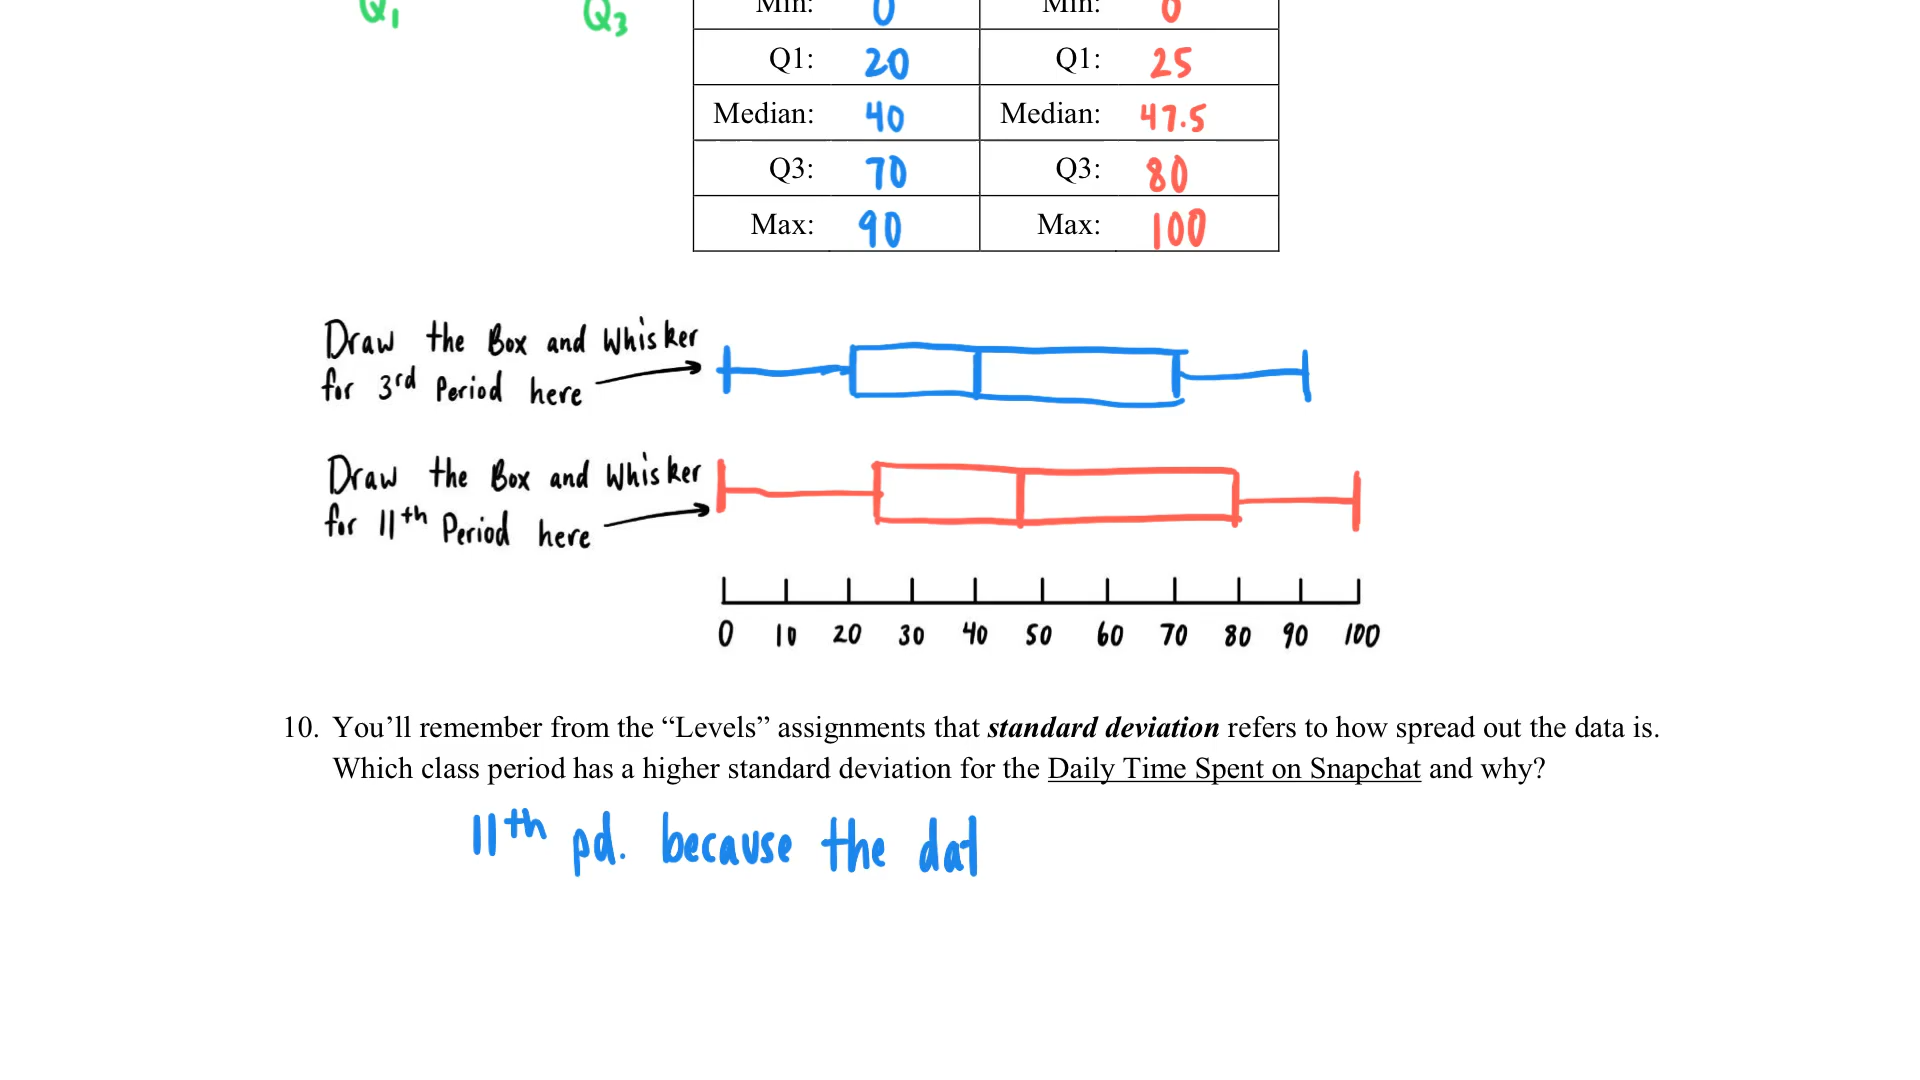 Q1 Q3
Min: 0 Min: 0
Q1: 20 Q1: 25
Median: 40 Median: 47.5
Q3: 70 Q3: 80
Max: 90 Max: 100
Draw the Box and Whisker
for 3rd Period here
Draw the Box and Whisker
for 11th Period here
0 10 20 30 40 50 60 70 80 90 100
10. You’ll remember from the “Levels” assignments that standard deviation refers to how spread out the data is.
Which class period has a higher standard deviation for the Daily Time Spent on Snapchat and why?
11th pd. because the dat